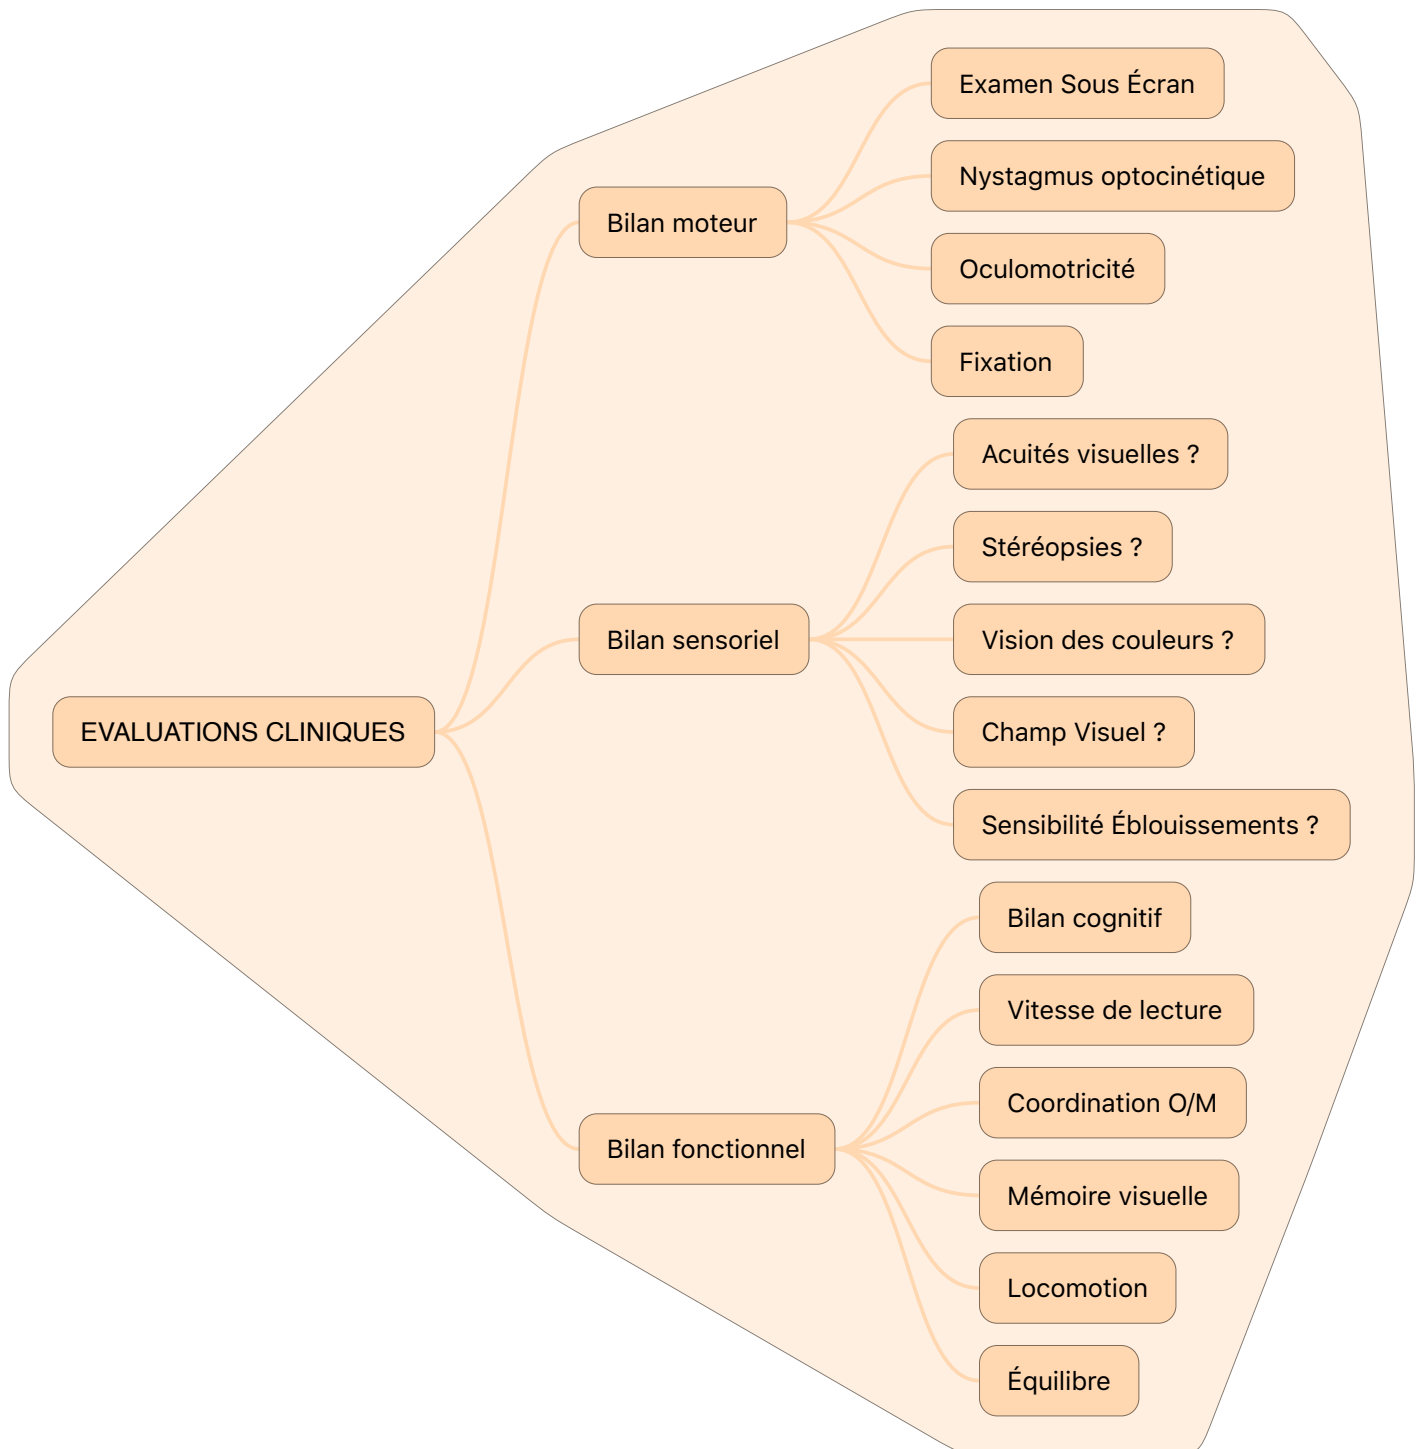 EVALUATIONS CLINIQUES
Bilan moteur
Examen Sous Écran
Nystagmus optocinétique
Oculomotricité
Fixation
Bilan sensoriel
Acuités visuelles ?
Stéréopsies ?
Vision des couleurs ?
Champ Visuel ?
Sensibilité Éblouissements ?
Bilan fonctionnel
Bilan cognitif
Vitesse de lecture
Coordination O/M
Mémoire visuelle
Locomotion
Équilibre